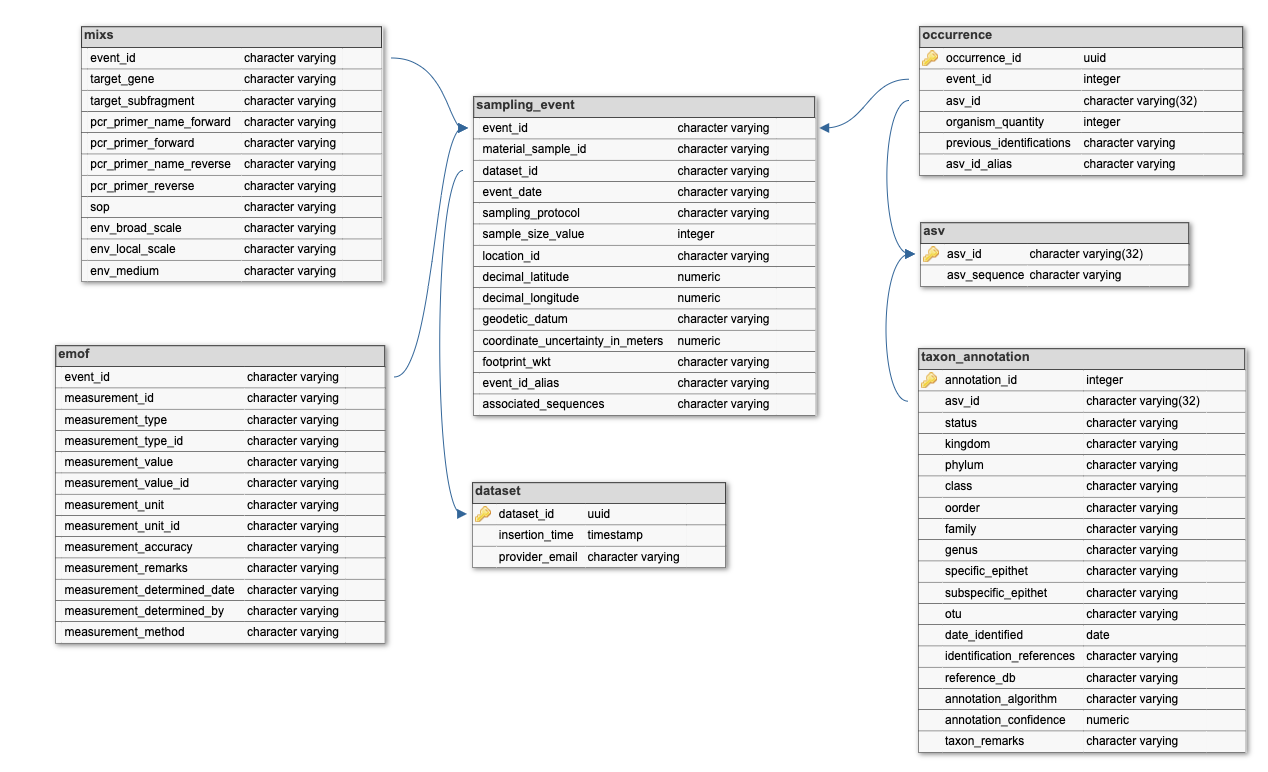 mixs
event_id character varying
target_gene character varying
target_subfragment character varying
pcr_primer_name_forward character varying
pcr_primer_forward character varying
pcr_primer_name_reverse character varying
pcr_primer_reverse character varying
sop character varying
env_broad_scale character varying
env_local_scale character varying
env_medium character varying
emof
event_id character varying
measurement_id character varying
measurement_type character varying
measurement_type_id character varying
measurement_value character varying
measurement_value_id character varying
measurement_unit character varying
measurement_unit_id character varying
measurement_accuracy character varying
measurement_remarks character varying
measurement_determined_date character varying
measurement_determined_by character varying
measurement_method character varying
sampling_event
event_id character varying
material_sample_id character varying
dataset_id character varying
event_date character varying
sampling_protocol character varying
sample_size_value integer
location_id character varying
decimal_latitude numeric
decimal_longitude numeric
geodetic_datum character varying
coordinate_uncertainty_in_meters numeric
footprint_wkt character varying
event_id_alias character varying
associated_sequences character varying
dataset
dataset_id uuid
insertion_time timestamp
provider_email character varying
occurrence
occurrence_id uuid
event_id integer
asv_id character varying(32)
organism_quantity integer
previous_identifications character varying
asv_id_alias character varying
asv
asv_id character varying(32)
asv_sequence character varying
taxon_annotation
annotation_id integer
asv_id character varying(32)
status character varying
kingdom character varying
phylum character varying
class character varying
oorder character varying
family character varying
genus character varying
specific_epithet character varying
subspecific_epithet character varying
otu character varying
date_identified date
identification_references character varying
reference_db character varying
annotation_algorithm character varying
annotation_confidence numeric
taxon_remarks character varying